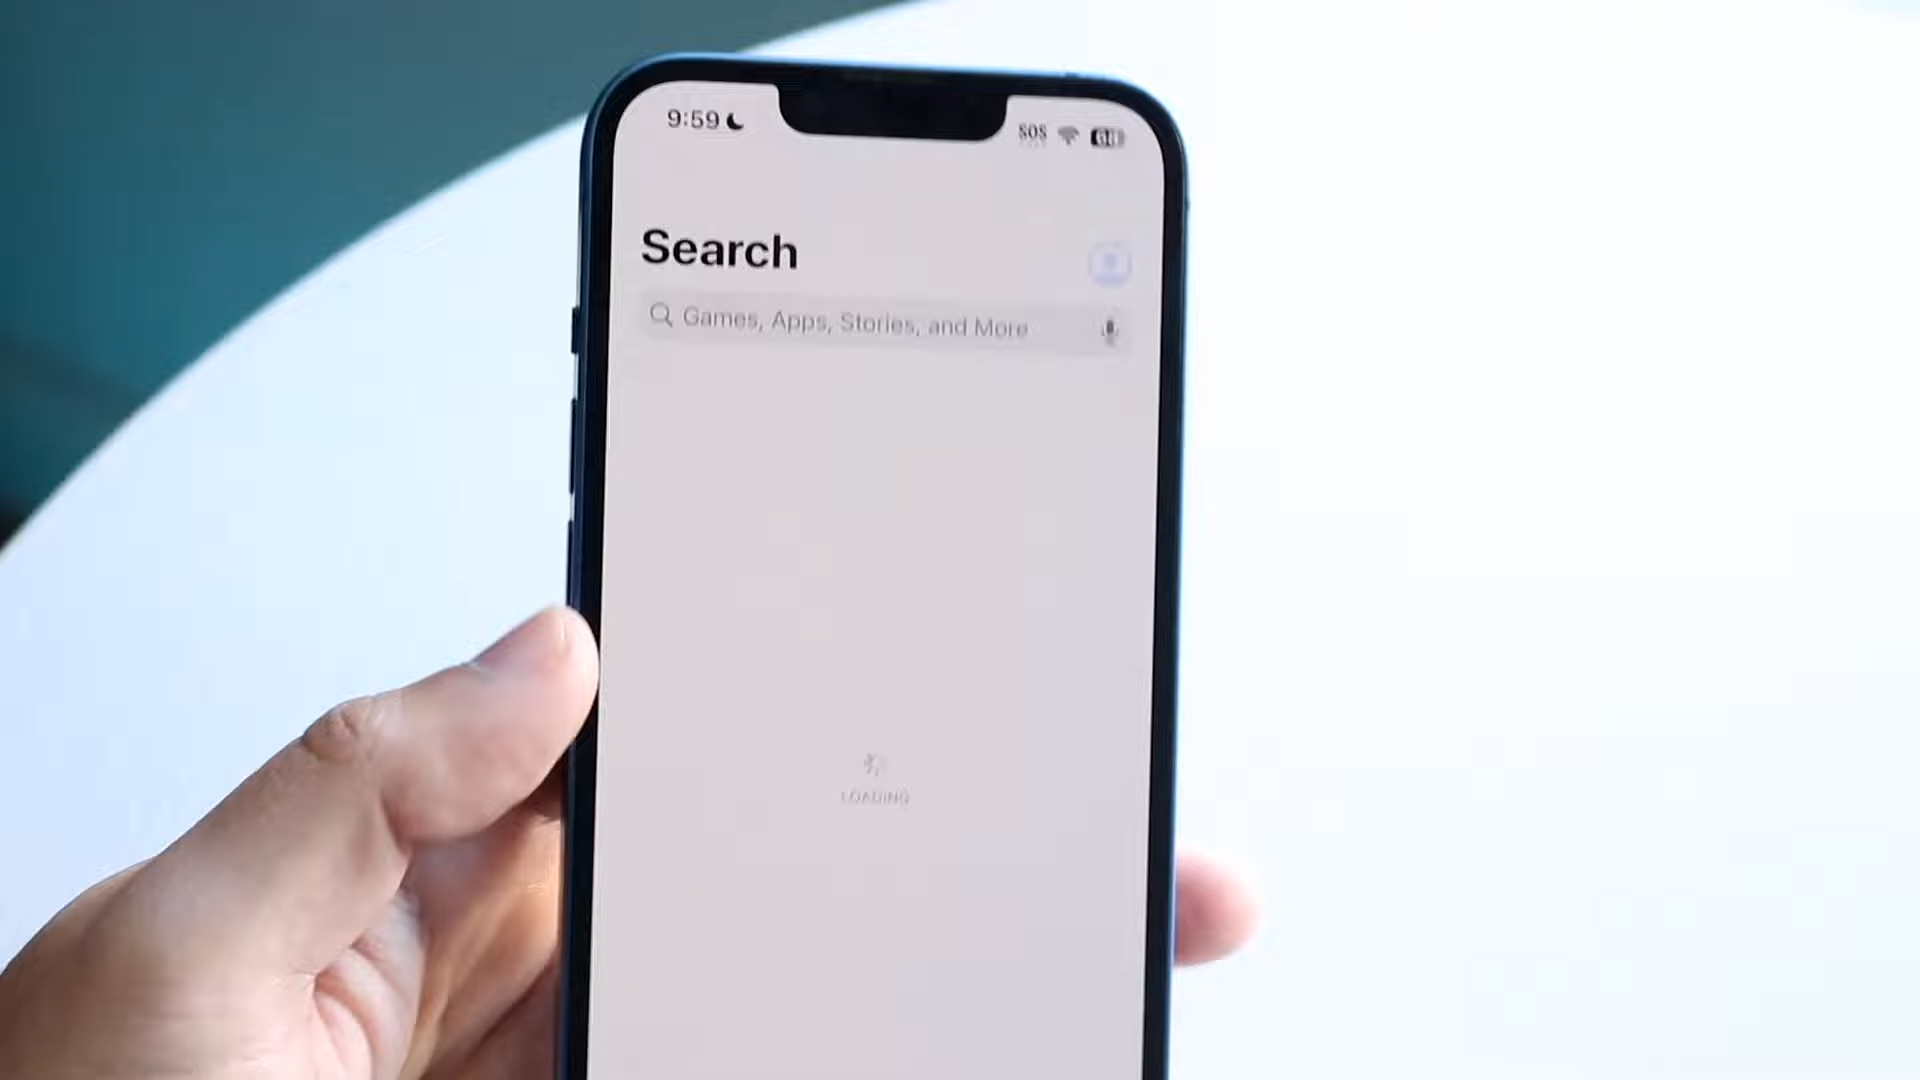 9:59
SOS
Search
Games, Apps, Stories, and More
LOADING